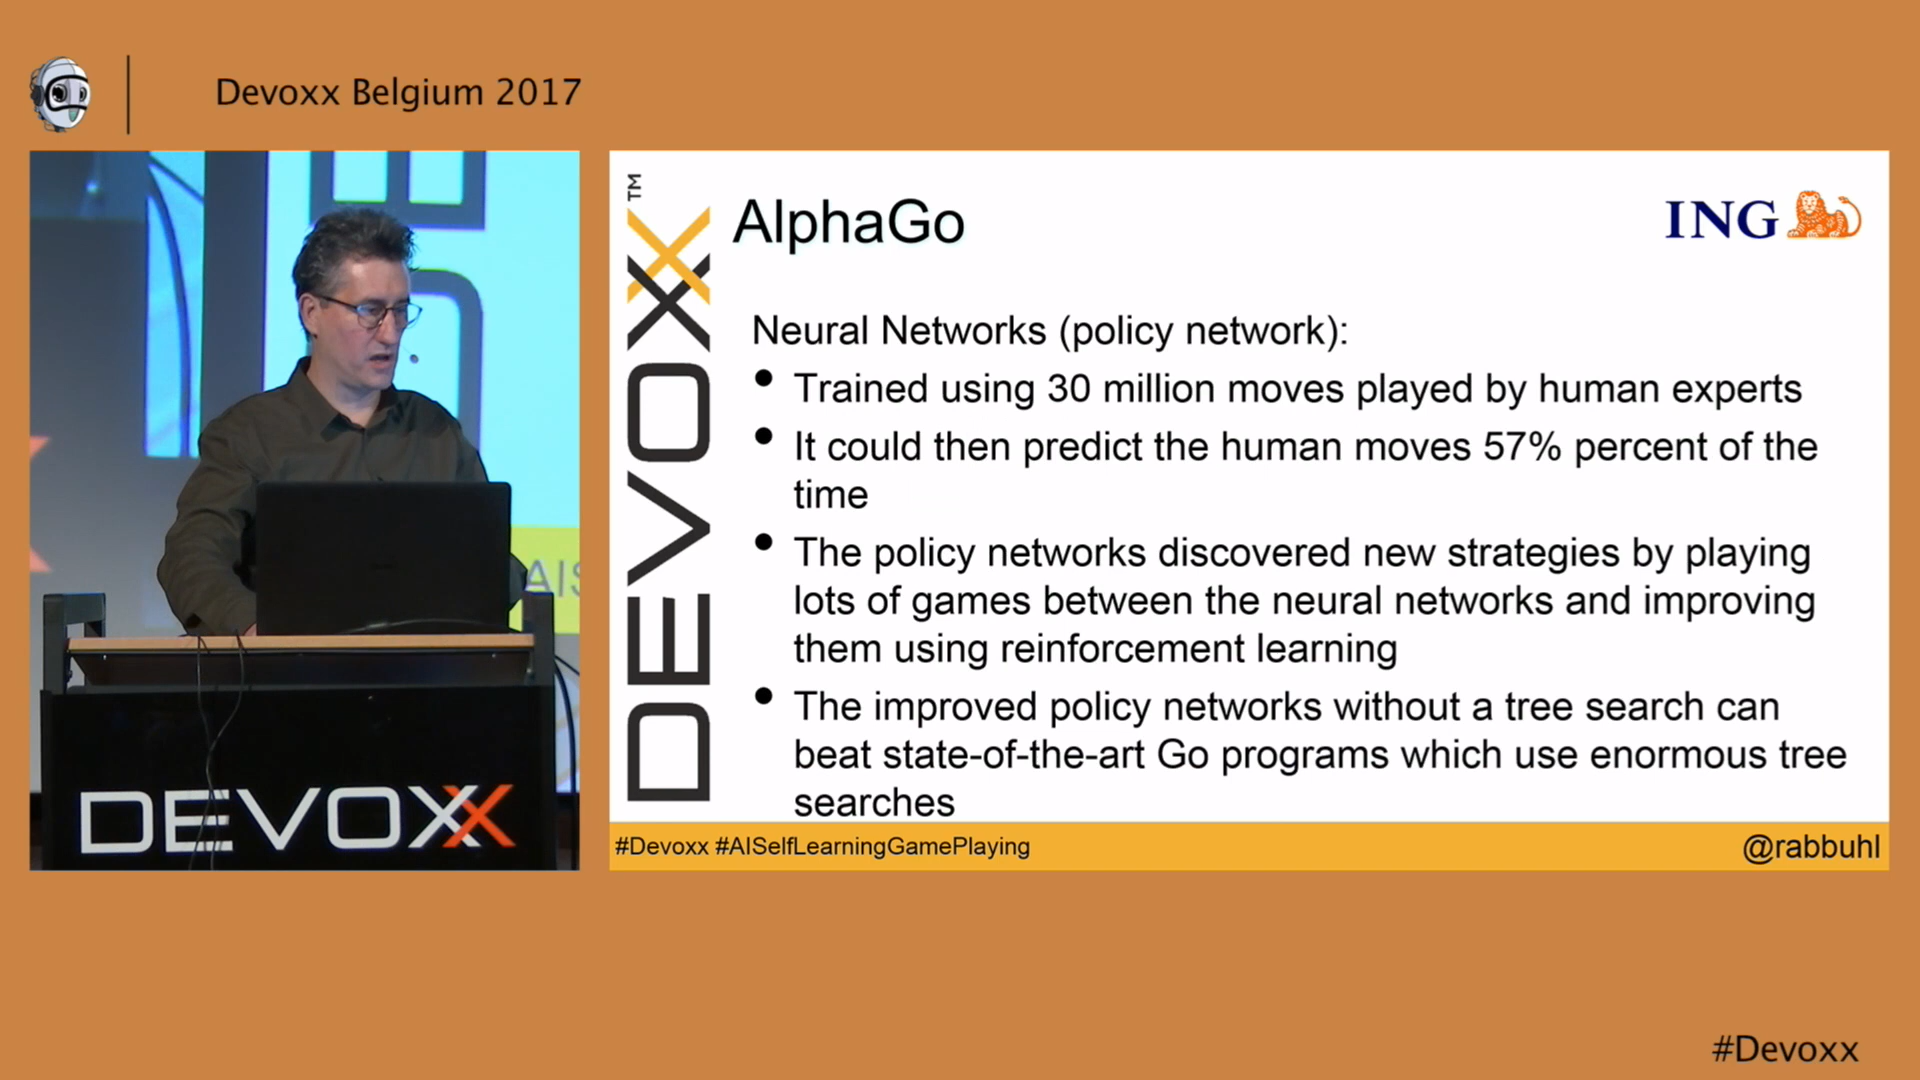 Devoxx Belgium 2017
AIS
DEVOXX
DEVOXX™
AlphaGo
ING
Neural Networks (policy network):
• Trained using 30 million moves played by human experts
• It could then predict the human moves 57% percent of the
time
• The policy networks discovered new strategies by playing
lots of games between the neural networks and improving
them using reinforcement learning
• The improved policy networks without a tree search can
beat state-of-the-art Go programs which use enormous tree
searches
#Devoxx #AISelfLearningGamePlaying
@rabbuhl
#Devoxx